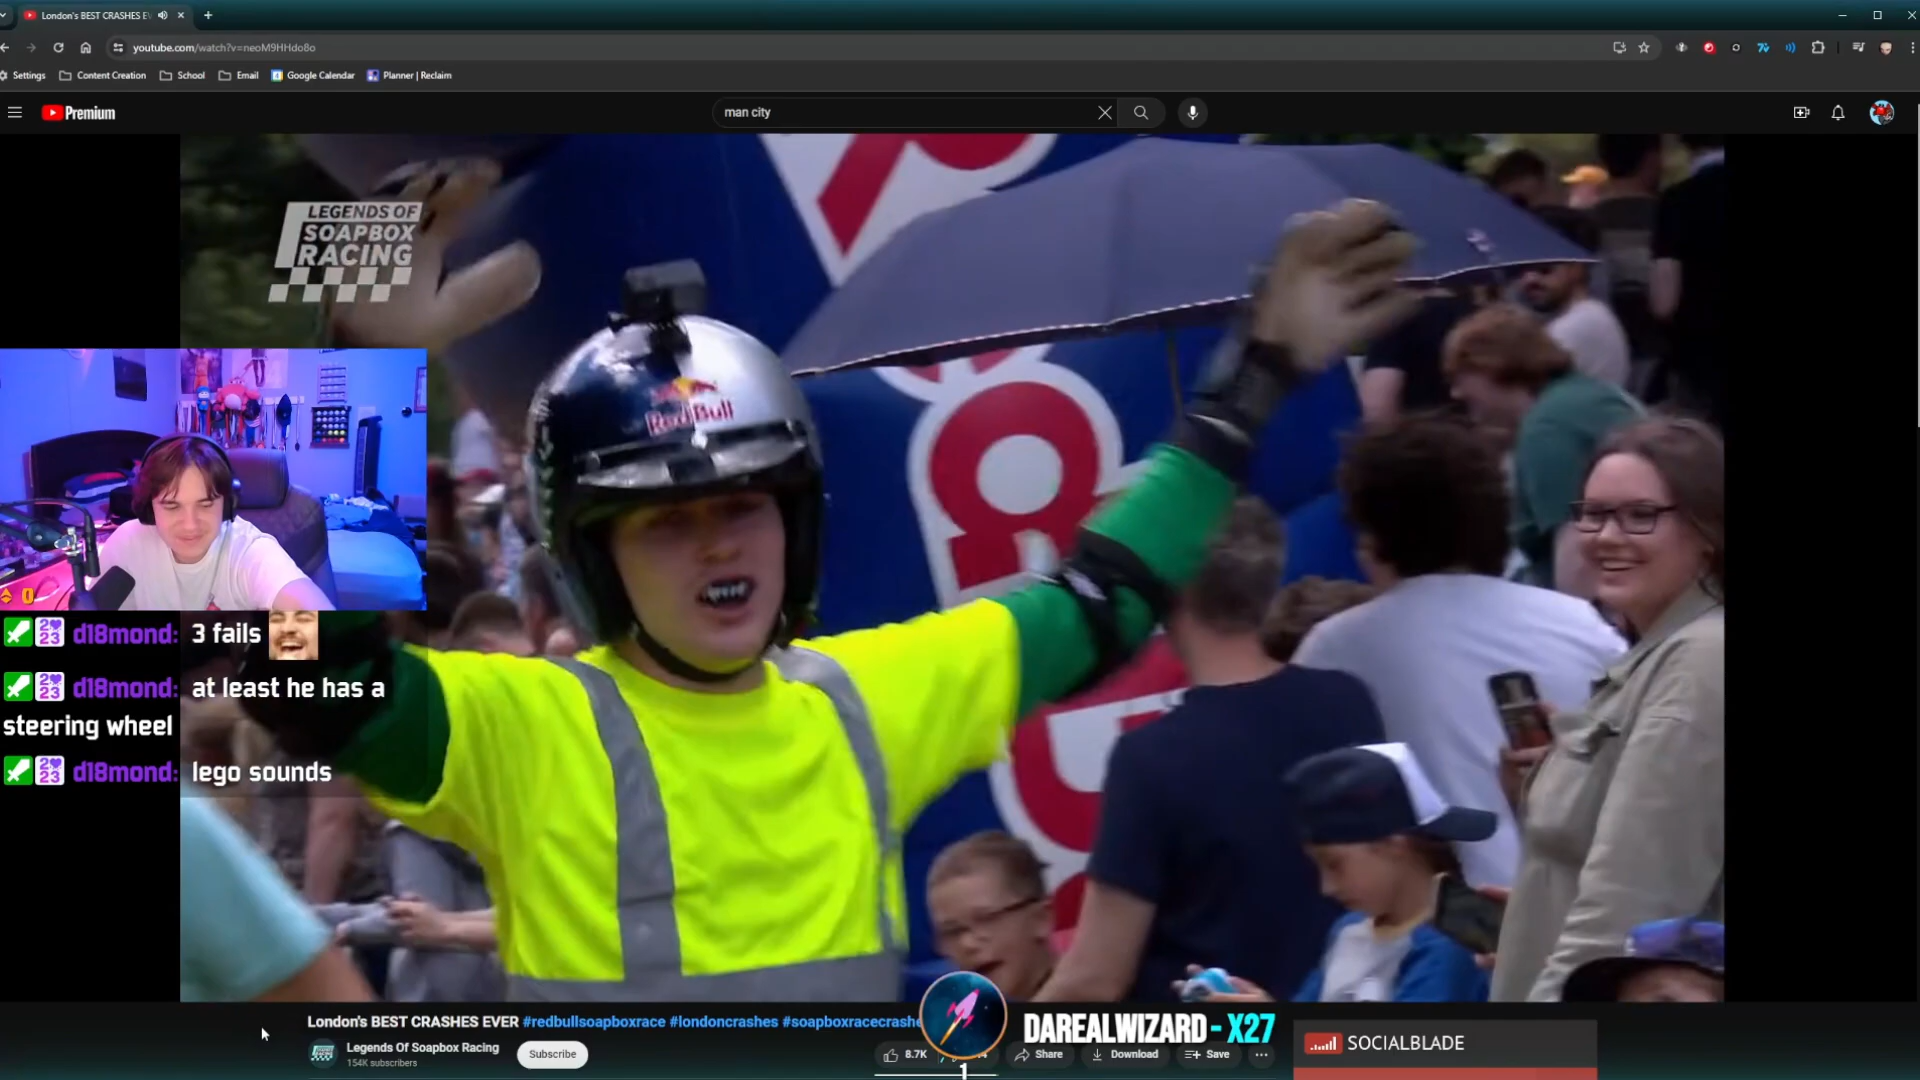 London's BEST CRASHES EV
youtube.com/watch?v=neoM9HHdo8o
Settings
Content Creation
School
Email
Google Calendar
Planner | Reclaim
Premium
man city
LEGENDS OF
SOAPBOX
RACING
Red Bull
0
d18mond: 3 fails
d18mond: at least he has a
steering wheel
d18mond: lego sounds
London's BEST CRASHES EVER #redbullsoapboxrace #londoncrashes #soapboxracecrashe
Legends Of Soapbox Racing
154K subscribers
Subscribe
8.7K
Share
Download
Save
DAREALWIZARD - X27
1
SOCIALBLADE